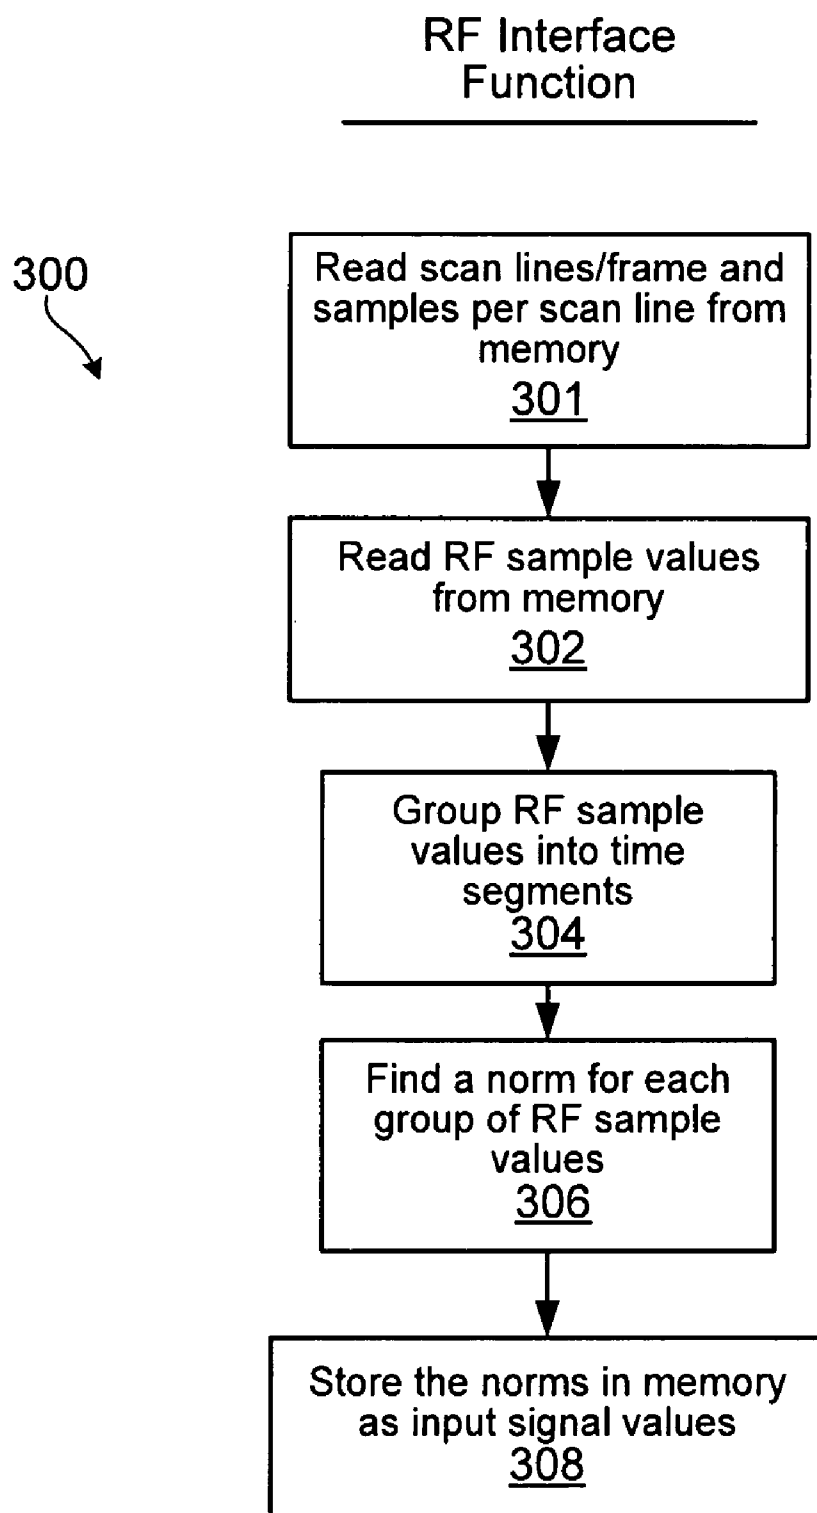 RF Interface
Function
300
Read scan lines/frame and
samples per scan line from
memory
301
Read RF sample values
from memory
302
Group RF sample
values into time
segments
304
Find a norm for each
group of RF sample
values
306
Store the norms in memory
as input signal values
308